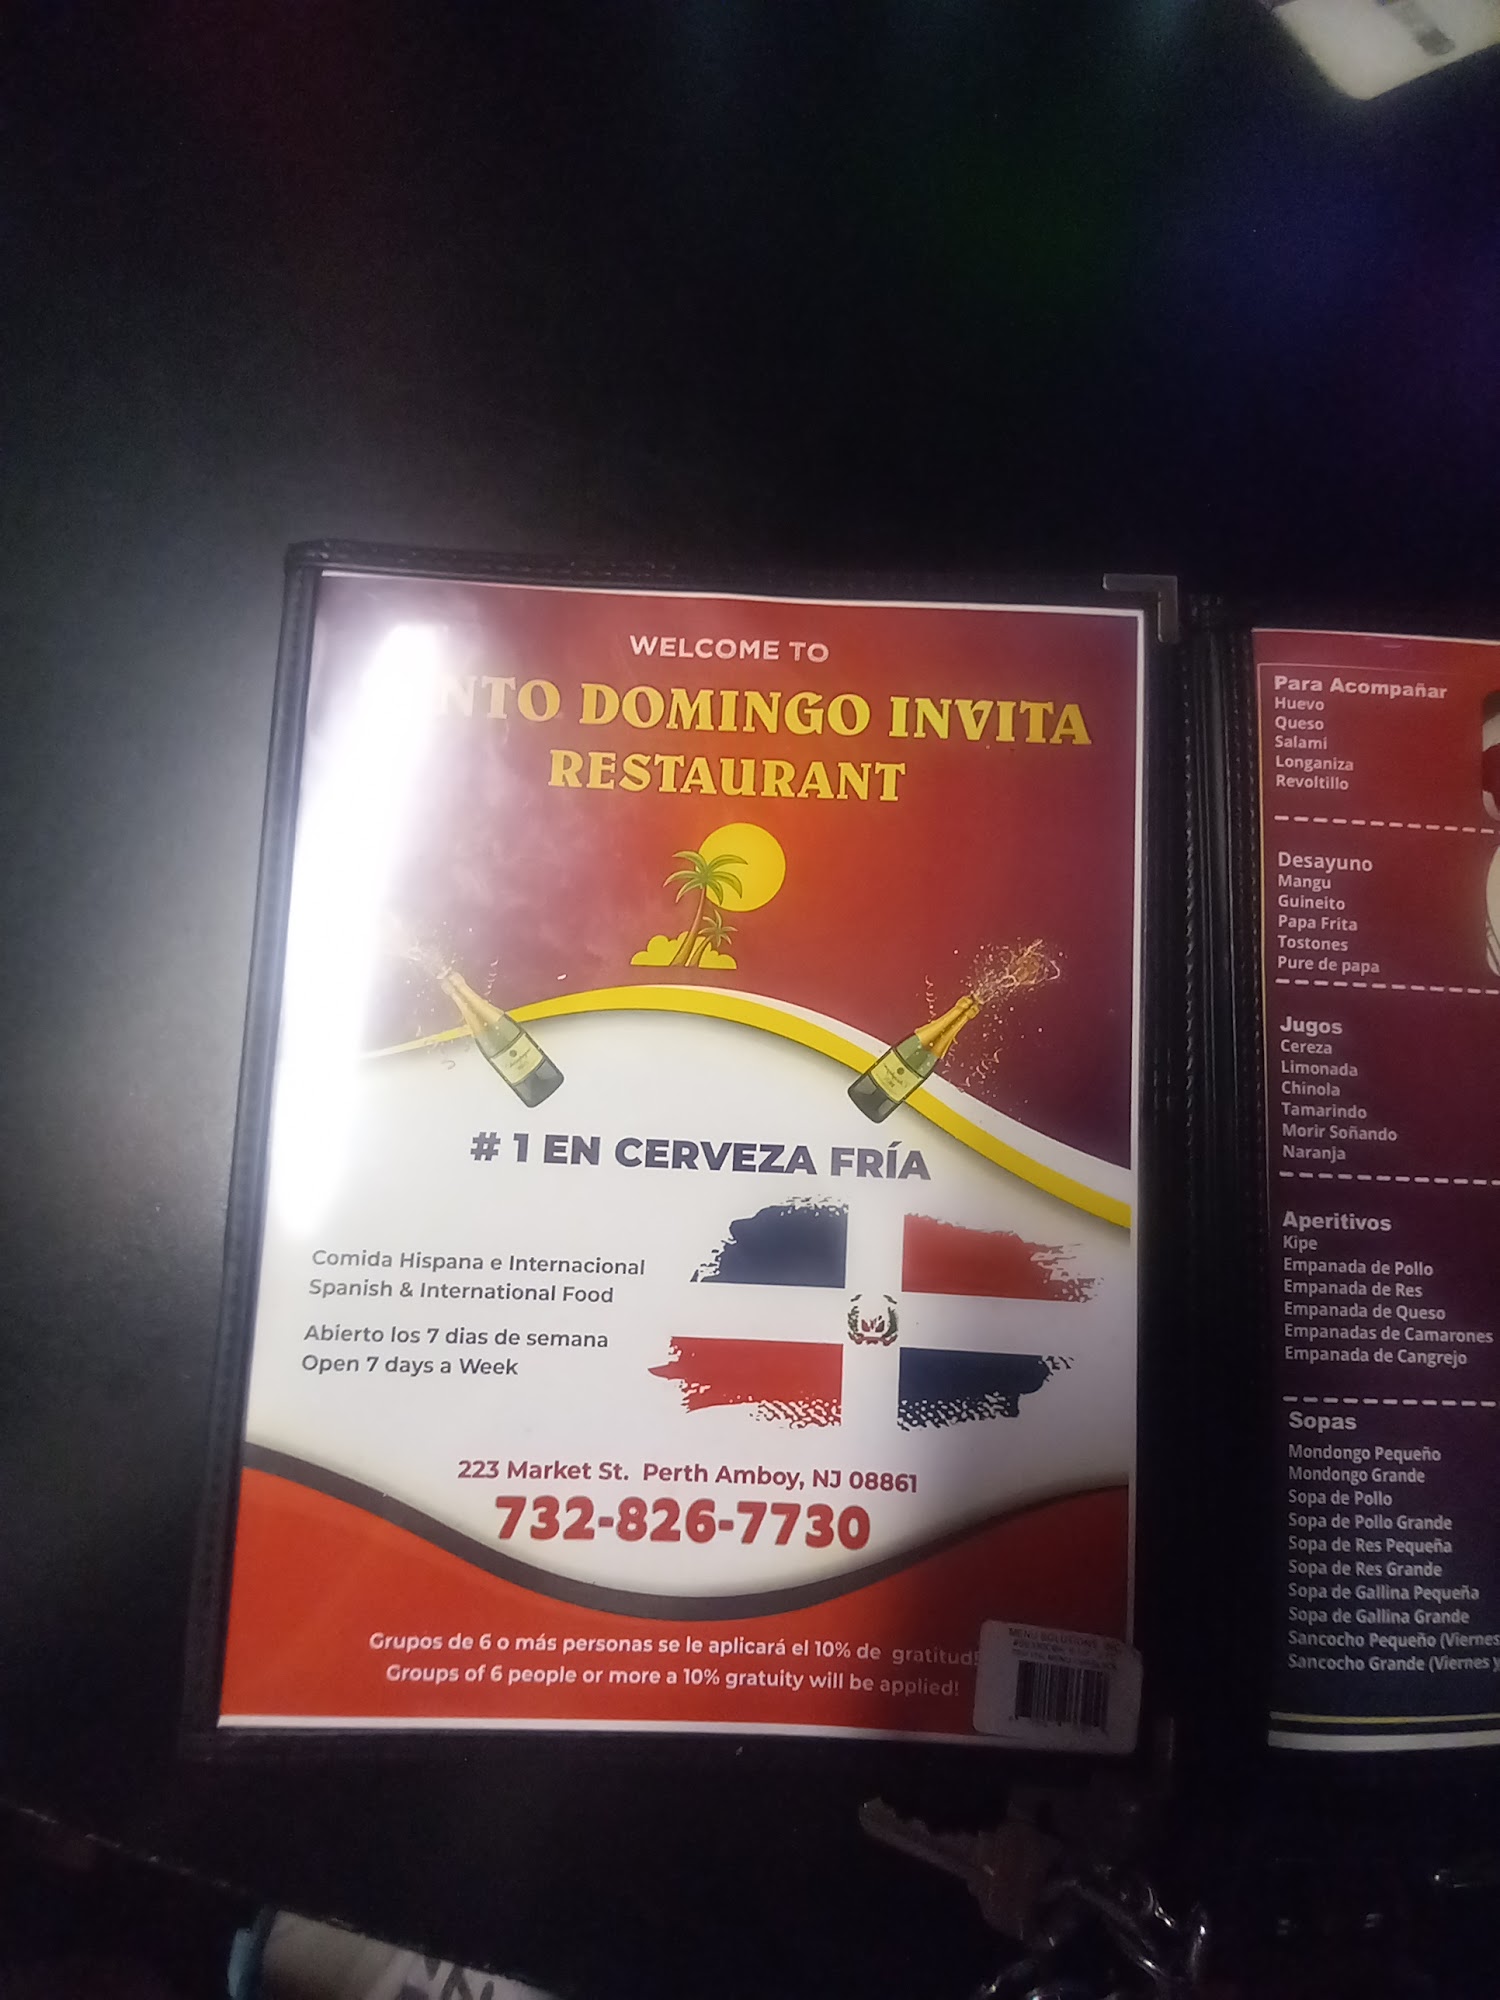 WELCOME TO
NTO DOMINGO INVITA
RESTAURANT
# 1 EN CERVEZA FRÍA
Comida Hispana e Internacional
Spanish & International Food
Abierto los 7 dias de semana
Open 7 days a Week
223 Market St. Perth Amboy, NJ 08861
732-826-7730
Grupos de 6 o más personas se le aplicará el 10% de gratitud!
Groups of 6 people or more a 10% gratuity will be applied!
MENU SOLUTIONS, INC
Para Acompañar
Huevo
Queso
Salami
Longaniza
Revoltillo
Desayuno
Mangu
Guineito
Papa Frita
Tostones
Pure de papa
Jugos
Cereza
Limonada
Chinola
Tamarindo
Morir Soñando
Naranja
Aperitivos
Kipe
Empanada de Pollo
Empanada de Res
Empanada de Queso
Empanadas de Camarones
Empanada de Cangrejo
Sopas
Mondongo Pequeño
Mondongo Grande
Sopa de Pollo
Sopa de Pollo Grande
Sopa de Res Pequeña
Sopa de Res Grande
Sopa de Gallina Pequeña
Sopa de Gallina Grande
Sancocho Pequeño (Viernes
Sancocho Grande (Viernes y